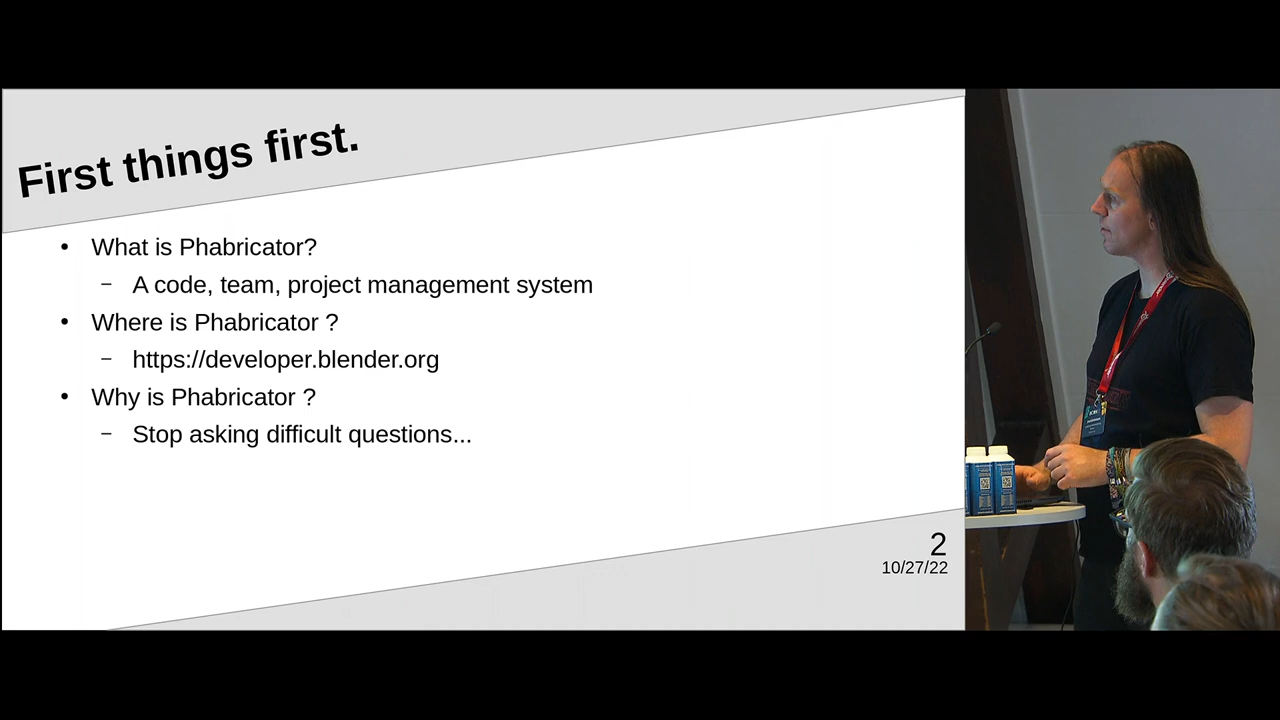 First things first.
• What is Phabricator?
– A code, team, project management system
• Where is Phabricator ?
– https://developer.blender.org
• Why is Phabricator ?
– Stop asking difficult questions...
2
10/27/22